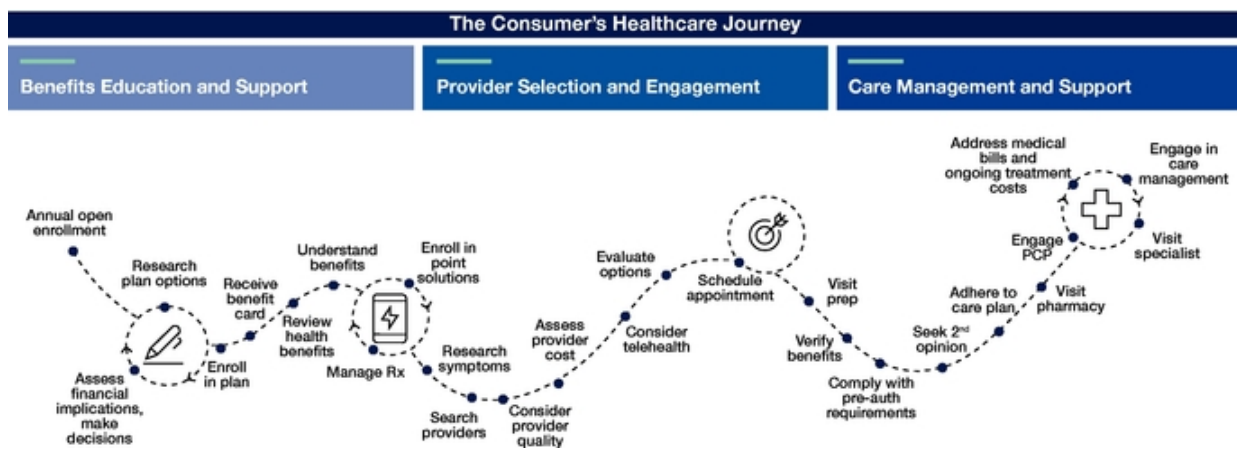 The Consumer's Healthcare Journey
Benefits Education and Support
Provider Selection and Engagement
Care Management and Support
Annual open
enrollment
Research
plan options
Assess
financial
implications,
make
decisions
Enroll
in plan
Receive
benefit
card
Review
health
benefits
Understand
benefits
Enroll in
point
solutions
Manage Rx
Research
symptoms
Search
providers
Consider
provider
quality
Assess
provider
cost
Consider
telehealth
Evaluate
options
Schedule
appointment
Visit
prep
Verify
benefits
Comply with
pre-auth
requirements
Seek 2nd
opinion
Adhere to
care plan
Visit
pharmacy
Engage
PCP
Address medical
bills and
ongoing treatment
costs
Engage in
care
management
Visit
specialist